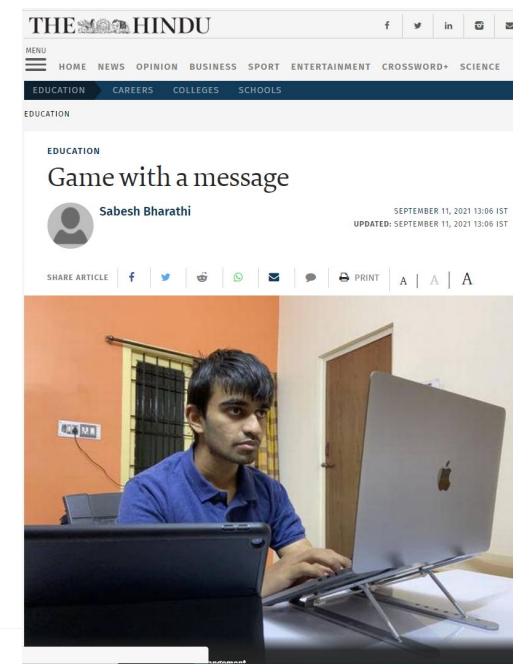 THE HINDU
MENU
HOME NEWS OPINION BUSINESS SPORT ENTERTAINMENT CROSSWORD+ SCIENCE
EDUCATION CAREERS COLLEGES SCHOOLS
EDUCATION
EDUCATION
Game with a message
Sabesh Bharathi
SEPTEMBER 11, 2021 13:06 IST
UPDATED: SEPTEMBER 11, 2021 13:06 IST
SHARE ARTICLE PRINT A A A